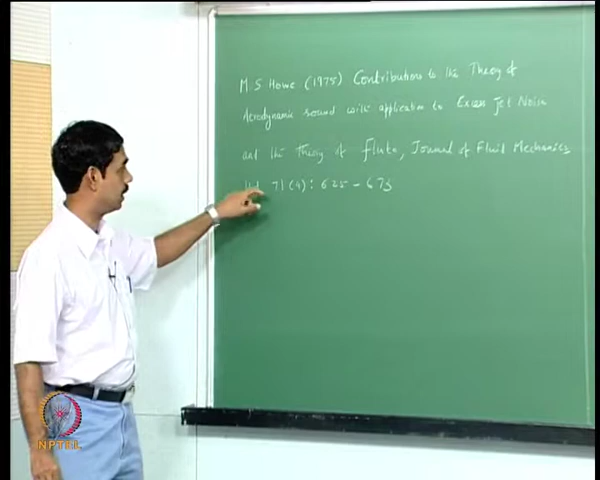 M S Howe (1975) Contributions to the Theory of
Aerodynamic sound with application to Excess Jet Noise
and the Theory of Flute, Journal of Fluid Mechanics
71 (4): 625 - 673
NPTEL